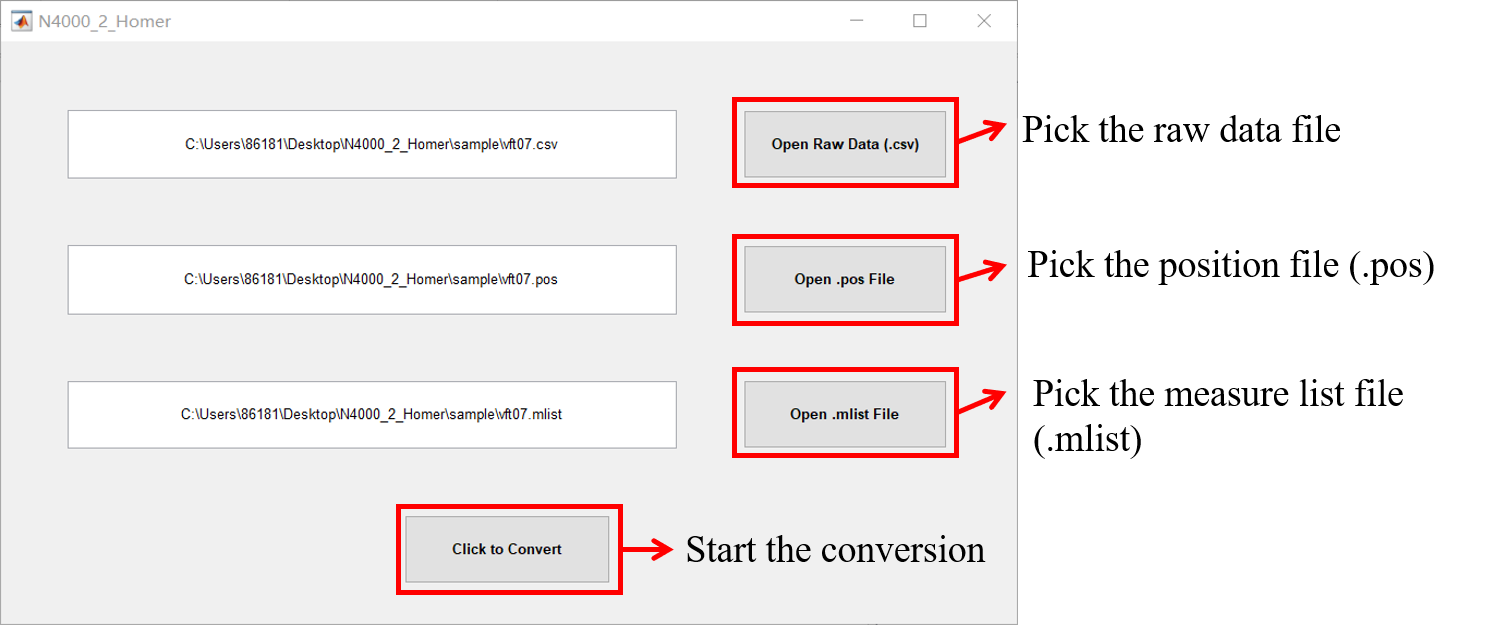 N4000_2_Homer
C:\Users\86181\Desktop\N4000_2_Homer\sample\vft07.csv
Open Raw Data (.csv)
Pick the raw data file
C:\Users\86181\Desktop\N4000_2_Homer\sample\vft07.pos
Open .pos File
Pick the position file (.pos)
C:\Users\86181\Desktop\N4000_2_Homer\sample\vft07.mlist
Open .mlist File
Pick the measure list file
(.mlist)
Click to Convert
Start the conversion